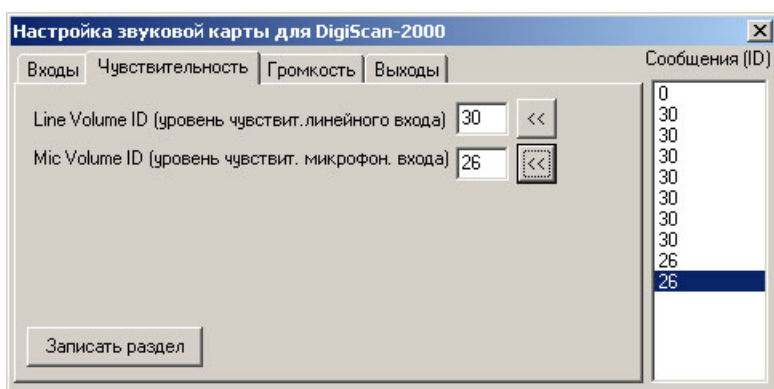 Настройка звуковой карты для DigiScan-2000
Входы Чувствительность Громкость Выходы
Сообщения (ID)
Line Volume ID (уровень чувствит.линейного входа) 30 <<
Mic Volume ID (уровень чувствит. микрофон. входа) 26 <<
Записать раздел
0
30
30
30
30
30
30
30
26
26